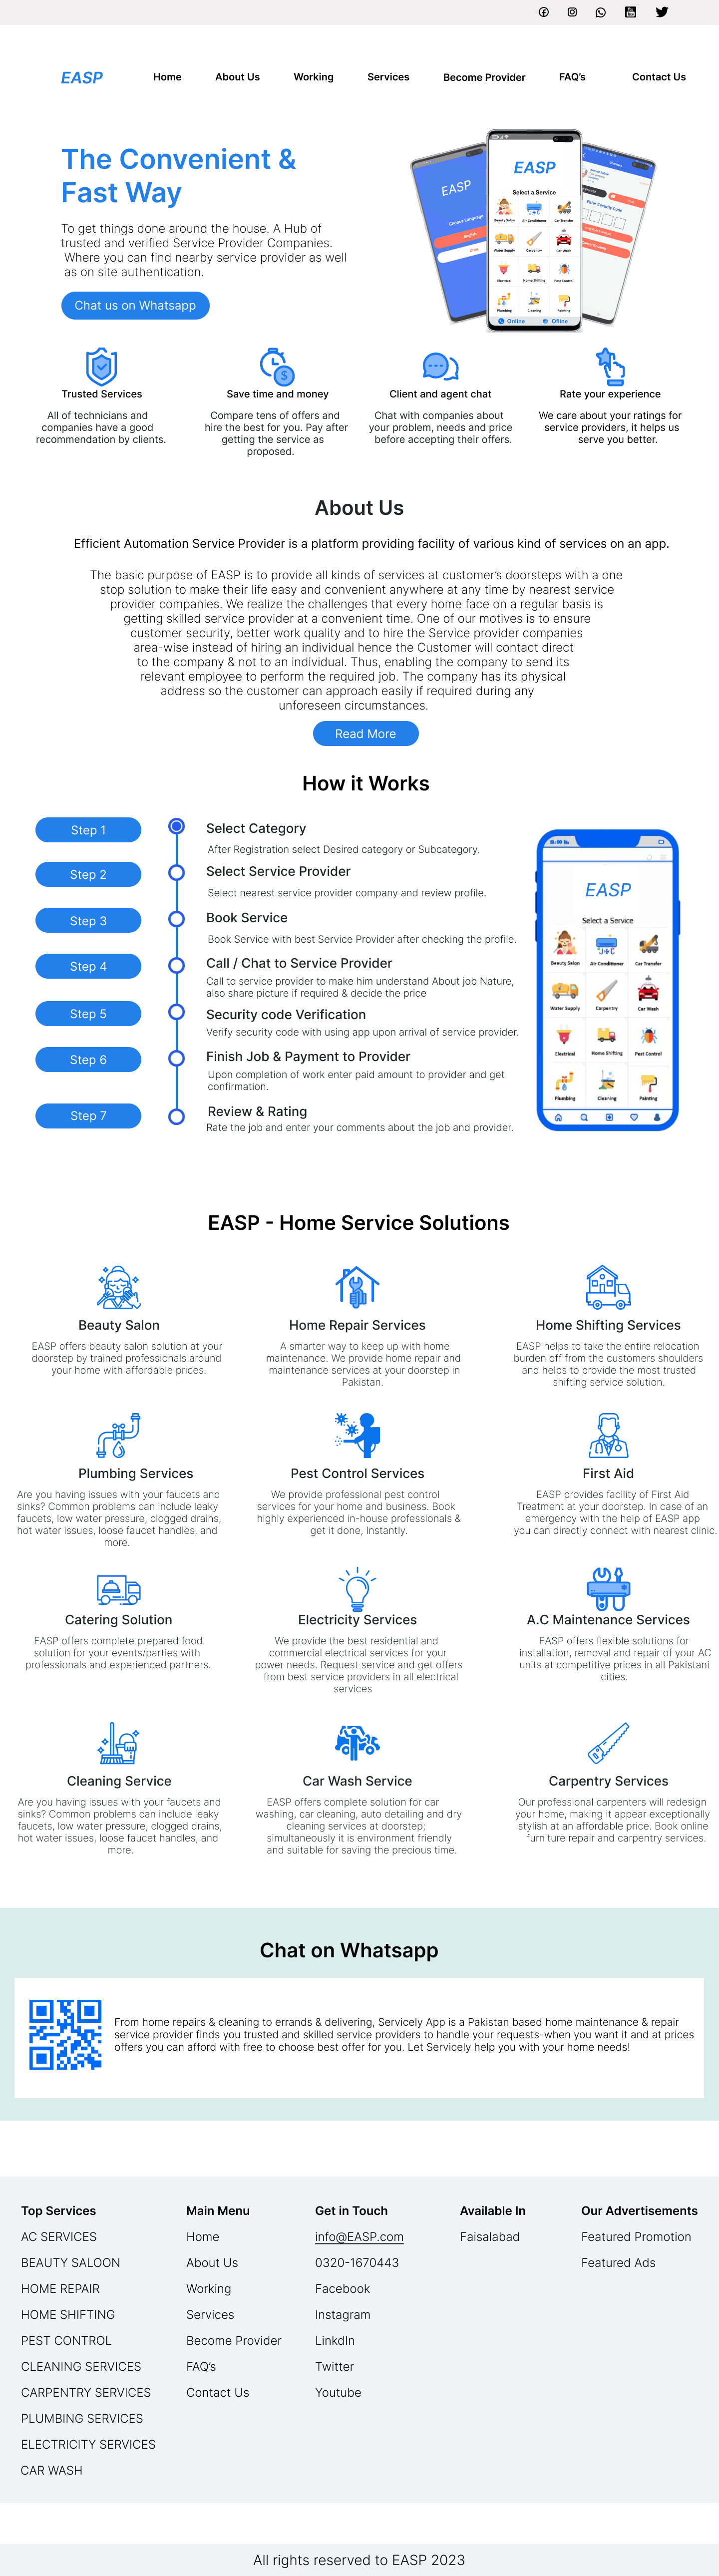 EASP
Home
About Us
Working
Services
Become Provider
FAQ's
Contact Us
The Convenient &
Fast Way
To get things done around the house. A Hub of
trusted and verified Service Provider Companies.
Where you can find nearby service provider as well
as on site authentication.
Chat us on Whatsapp
EASP
Choose Language
English
EASP
Select a Service
Beauty Salon
Air Conditioner
Car Transfer
Water Supply
Carpentry
Car Wash
Electrical
Home Shifting
Pest Control
Plumbing
Cleaning
Painting
Online
Offline
Checkout
Enter Security Code
Trusted Services
All of technicians and
companies have a good
recommendation by clients.
Save time and money
Compare tens of offers and
hire the best for you. Pay after
getting the service as
proposed.
Client and agent chat
Chat with companies about
your problem, needs and price
before accepting their offers.
Rate your experience
We care about your ratings for
service providers, it helps us
serve you better.
About Us
Efficient Automation Service Provider is a platform providing facility of various kind of services on an app.
The basic purpose of EASP is to provide all kinds of services at customer's doorsteps with a one
stop solution to make their life easy and convenient anywhere at any time by nearest service
provider companies. We realize the challenges that every home face on a regular basis is
getting skilled service provider at a convenient time. One of our motives is to ensure
customer security, better work quality and to hire the Service provider companies
area-wise instead of hiring an individual hence the Customer will contact direct
to the company & not to an individual. Thus, enabling the company to send its
relevant employee to perform the required job. The company has its physical
address so the customer can approach easily if required during any
unforeseen circumstances.
Read More
How it Works
Step 1
Select Category
After Registration select Desired category or Subcategory.
Step 2
Select Service Provider
Select nearest service provider company and review profile.
Step 3
Book Service
Book Service with best Service Provider after checking the profile.
Step 4
Call / Chat to Service Provider
Call to service provider to make him understand About job Nature,
also share picture if required & decide the price
Step 5
Security code Verification
Verify security code with using app upon arrival of service provider.
Step 6
Finish Job & Payment to Provider
Upon completion of work enter paid amount to provider and get
confirmation.
Step 7
Review & Rating
Rate the job and enter your comments about the job and provider.
EASP
Select a Service
Beauty Salon
Air Conditioner
Car Transfer
Water Supply
Carpentry
Car Wash
Electrical
Home Shifting
Pest Control
Plumbing
Cleaning
Painting
EASP - Home Service Solutions
Beauty Salon
EASP offers beauty salon solution at your
doorstep by trained professionals around
your home with affordable prices.
Home Repair Services
A smarter way to keep up with home
maintenance. We provide home repair and
maintenance services at your doorstep in
Pakistan.
Home Shifting Services
EASP helps to take the entire relocation
burden off from the customers shoulders
and helps to provide the most trusted
shifting service solution.
Plumbing Services
Are you having issues with your faucets and
sinks? Common problems can include leaky
faucets, low water pressure, clogged drains,
hot water issues, loose faucet handles, and
more.
Pest Control Services
We provide professional pest control
services for your home and business. Book
highly experienced in-house professionals &
get it done, Instantly.
First Aid
EASP provides facility of First Aid
Treatment at your doorstep. In case of an
emergency with the help of EASP app
you can directly connect with nearest clinic.
Catering Solution
EASP offers complete prepared food
solution for your events/parties with
professionals and experienced partners.
Electricity Services
We provide the best residential and
commercial electrical services for your
power needs. Request service and get offers
from best service providers in all electrical
services
A.C Maintenance Services
EASP offers flexible solutions for
installation, removal and repair of your AC
units at competitive prices in all Pakistani
cities.
Cleaning Service
Are you having issues with your faucets and
sinks? Common problems can include leaky
faucets, low water pressure, clogged drains,
hot water issues, loose faucet handles, and
more.
Car Wash Service
EASP offers complete solution for car
washing, car cleaning, auto detailing and dry
cleaning services at doorstep;
simultaneously it is environment friendly
and suitable for saving the precious time.
Carpentry Services
Our professional carpenters will redesign
your home, making it appear exceptionally
stylish at an affordable price. Book online
furniture repair and carpentry services.
Chat on Whatsapp
From home repairs & cleaning to errands & delivering, Servicely App is a Pakistan based home maintenance & repair
service provider finds you trusted and skilled service providers to handle your requests-when you want it and at prices
offers you can afford with free to choose best offer for you. Let Servicely help you with your home needs!
Top Services
AC SERVICES
BEAUTY SALOON
HOME REPAIR
HOME SHIFTING
PEST CONTROL
CLEANING SERVICES
CARPENTRY SERVICES
PLUMBING SERVICES
ELECTRICITY SERVICES
CAR WASH
Main Menu
Home
About Us
Working
Services
Become Provider
FAQ's
Contact Us
Get in Touch
info@EASP.com
0320-1670443
Facebook
Instagram
LinkdIn
Twitter
Youtube
Available In
Faisalabad
Our Advertisements
Featured Promotion
Featured Ads
All rights reserved to EASP 2023